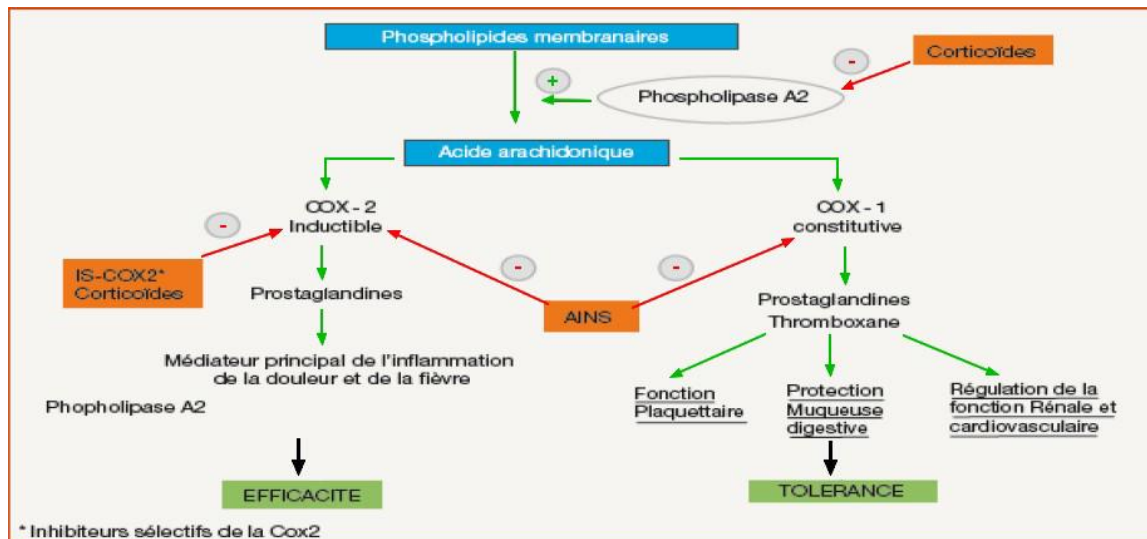 Phospholipides membranaires
Corticoïdes
-
+
Phospholipase A2
Acide arachidonique
COX - 2
Inductible
COX - 1
constitutive
-
IS-COX2*
Corticoïdes
-
-
Prostaglandines
AINS
Prostaglandines
Thromboxane
Médiateur principal de l'inflammation
de la douleur et de la fièvre
Phopholipase A2
Fonction
Plaquettaire
Protection
Muqueuse
digestive
Régulation de la
fonction Rénale et
cardiovasculaire
EFFICACITE
TOLERANCE
* Inhibiteurs sélectifs de la Cox2